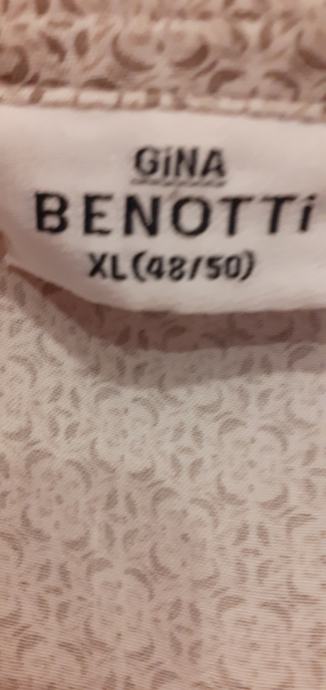 GiNA
BENOTTi
XL(48/50)